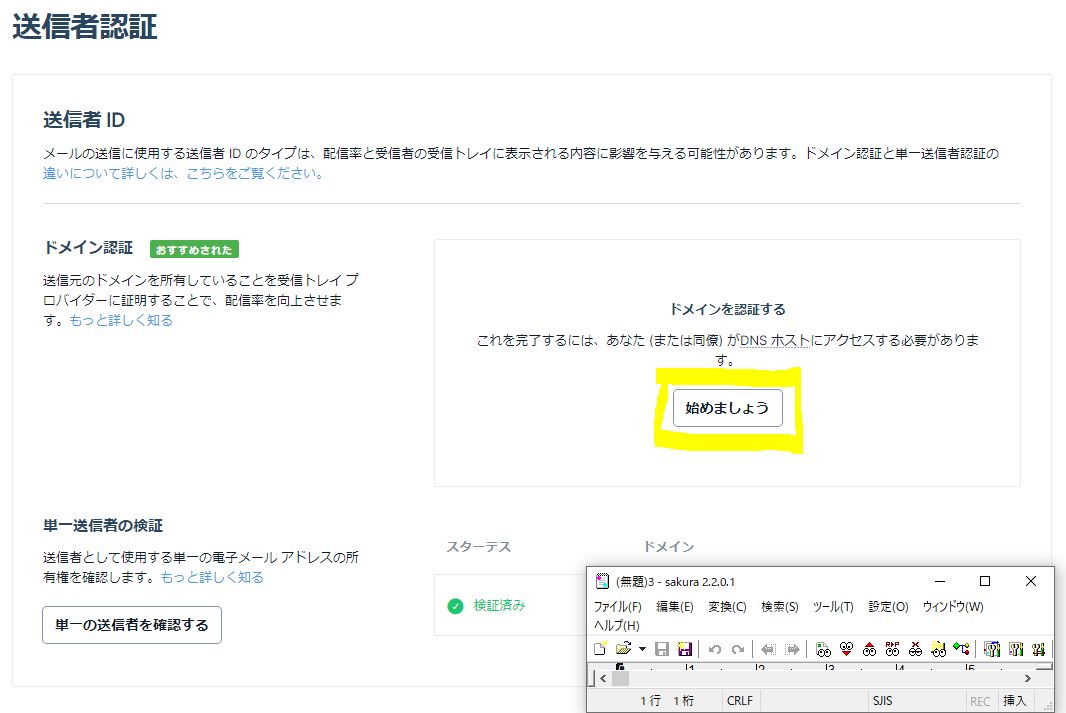 送信者認証
送信者 ID
メールの送信に使用する送信者 ID のタイプは、配信率と受信者の受信トレイに表示される内容に影響を与える可能性があります。ドメイン認証と単一送信者認証の
違いについて詳しくは、こちらをご覧ください。
ドメイン認証 おすすめされた
送信元のドメインを所有していることを受信トレイ プ
ロバイダーに証明することで、配信率を向上させま
す。もっと詳しく知る
ドメインを認証する
これを完了するには、あなた (または同僚) がDNS ホストにアクセスする必要がありま
す。
始めましょう
単一送信者の検証
送信者として使用する単一の電子メール アドレスの所
有権を確認します。もっと詳しく知る
単一の送信者を確認する
スターテス ドメイン
検証済み
(無題)3 - sakura 2.2.0.1
ファイル(F) 編集(E) 変換(C) 検索(S) ツール(T) 設定(O) ウィンドウ(W)
ヘルプ(H)
1 2 3 4 5
1 行 1 桁 CRLF SJIS REC 挿入